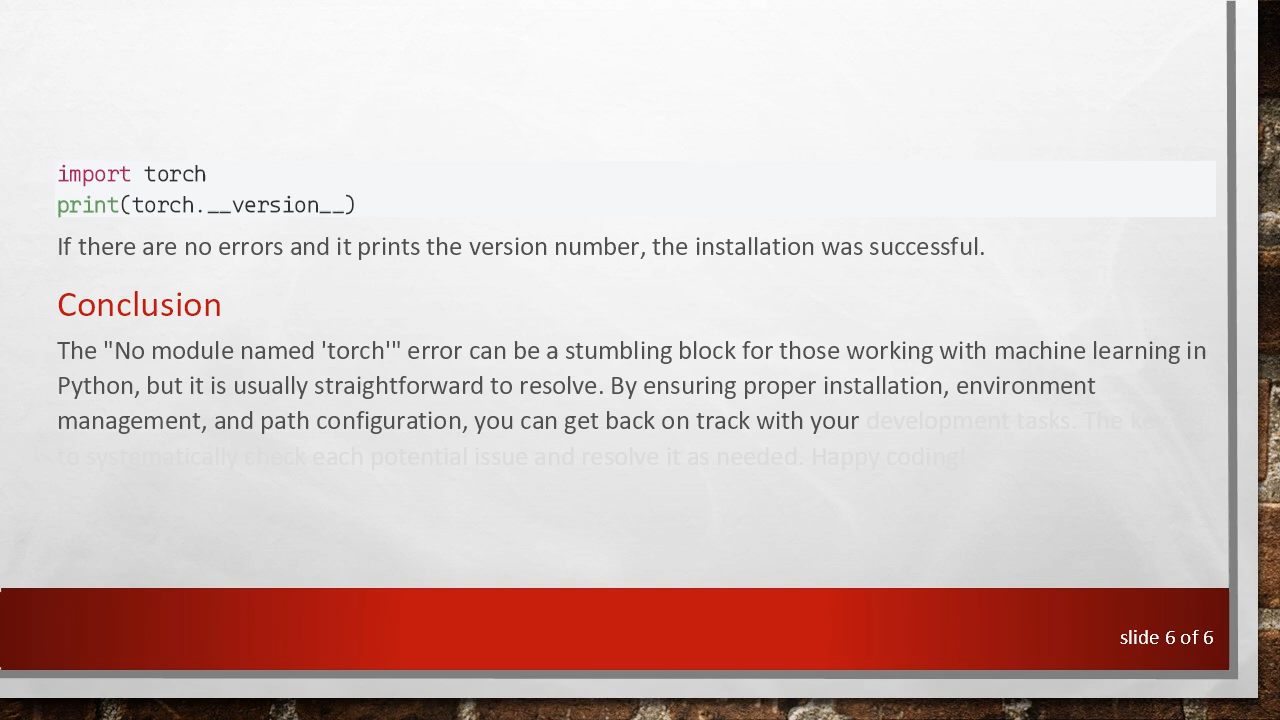 import torch
print(torch.__version__)
If there are no errors and it prints the version number, the installation was successful.
Conclusion
The "No module named 'torch'" error can be a stumbling block for those working with machine learning in
Python, but it is usually straightforward to resolve. By ensuring proper installation, environment
management, and path configuration, you can get back on track with your development tasks. The key
to systematically check each potential issue and resolve it as needed. Happy coding!
slide 6 of 6